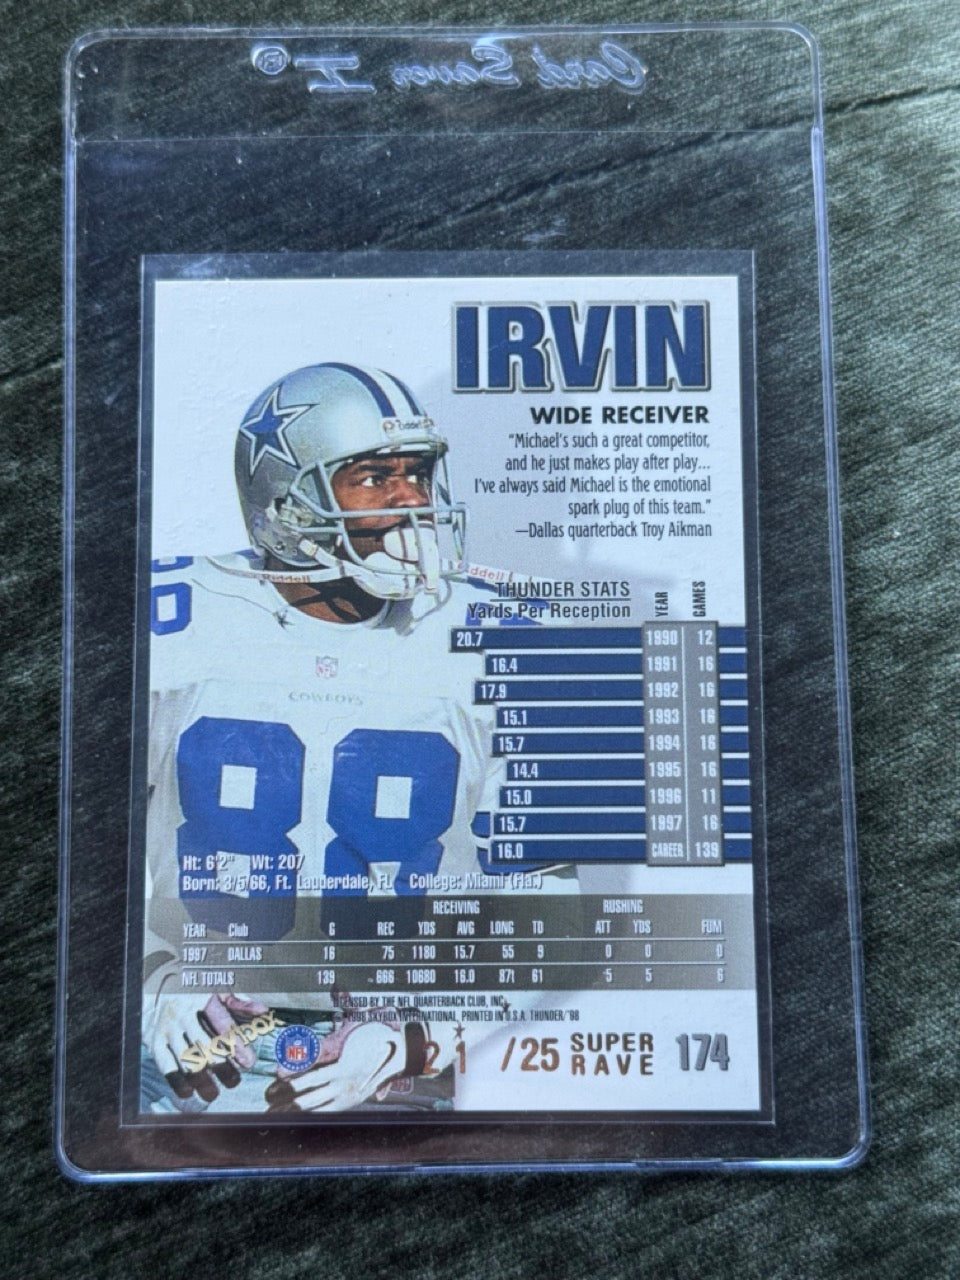 Card Saver II ®
IRVIN
WIDE RECEIVER
"Michael's such a great competitor,
and he just makes play after play...
I've always said Michael is the emotional
spark plug of this team."
—Dallas quarterback Troy Aikman
Riddell
Riddell
THUNDER STATS
Yards Per Reception YEAR GAMES
20.7 1990 12
16.4 1991 16
17.9 1992 16
15.1 1993 16
15.7 1994 16
14.4 1995 16
15.0 1996 11
15.7 1997 16
16.0 CAREER 139
COWBOYS
88
Ht: 6'2" Wt: 207
Born: 3/5/66, Ft. Lauderdale, FL College: Miami (Fla.)
RECEIVING RUSHING
YEAR Club G REC YDS AVG LONG TD ATT YDS FUM
1997 DALLAS 16 75 1180 15.7 55 9 0 0 0
NFL TOTALS 139 666 10680 16.0 87t 61 5 5 6
LICENSED BY THE NFL QUARTERBACK CLUB, INC.
©1998 SKYBOX INTERNATIONAL, PRINTED IN U.S.A. THUNDER/'98
SkyBox
NFL
21 /25 SUPER RAVE 174